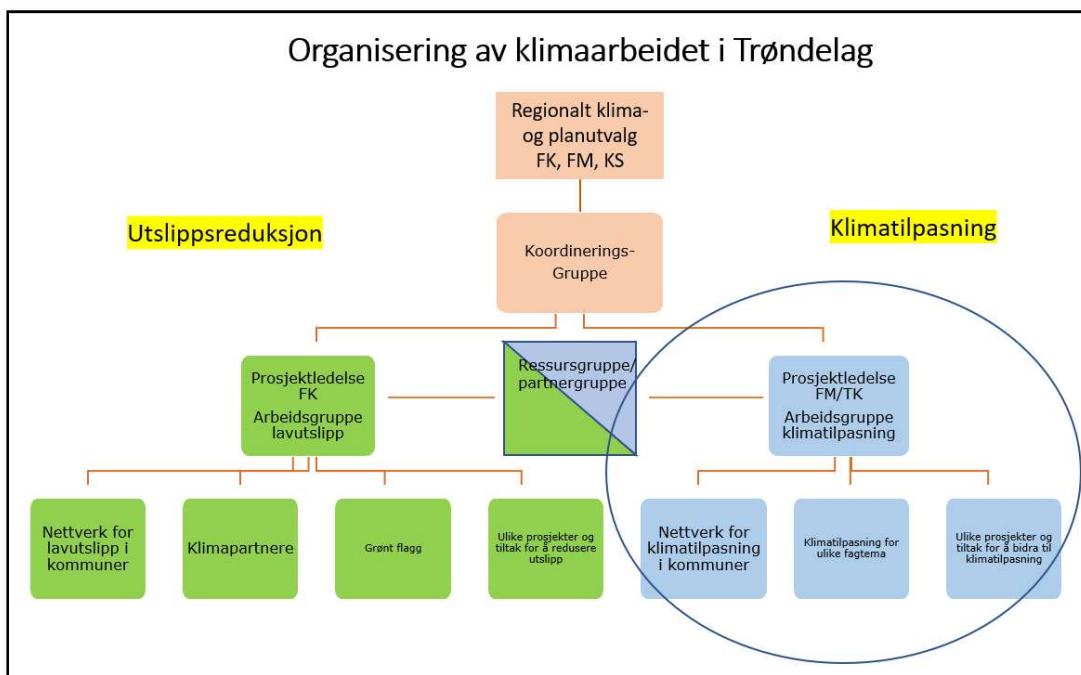 Organisering av klimaarbeidet i Trøndelag
Regionalt klima-
og planutvalg
FK, FM, KS
Utslippsreduksjon
Klimatilpasning
Koordinerings-
Gruppe
Prosjektledelse
FK
Arbeidsgruppe
lavutslipp
Ressursgruppe/
partnergruppe
Prosjektledelse
FM/TK
Arbeidsgruppe
klimatilpasning
Nettverk for
lavutslipp i
kommuner
Klimapartnere
Grønt flagg
Ulike prosjekter og
tiltak for å redusere
utslipp
Nettverk for
klimatilpasning
i kommuner
Klimatilpasning for
ulike fagtema
Ulike prosjekter og
tiltak for å bidra til
klimatilpasning